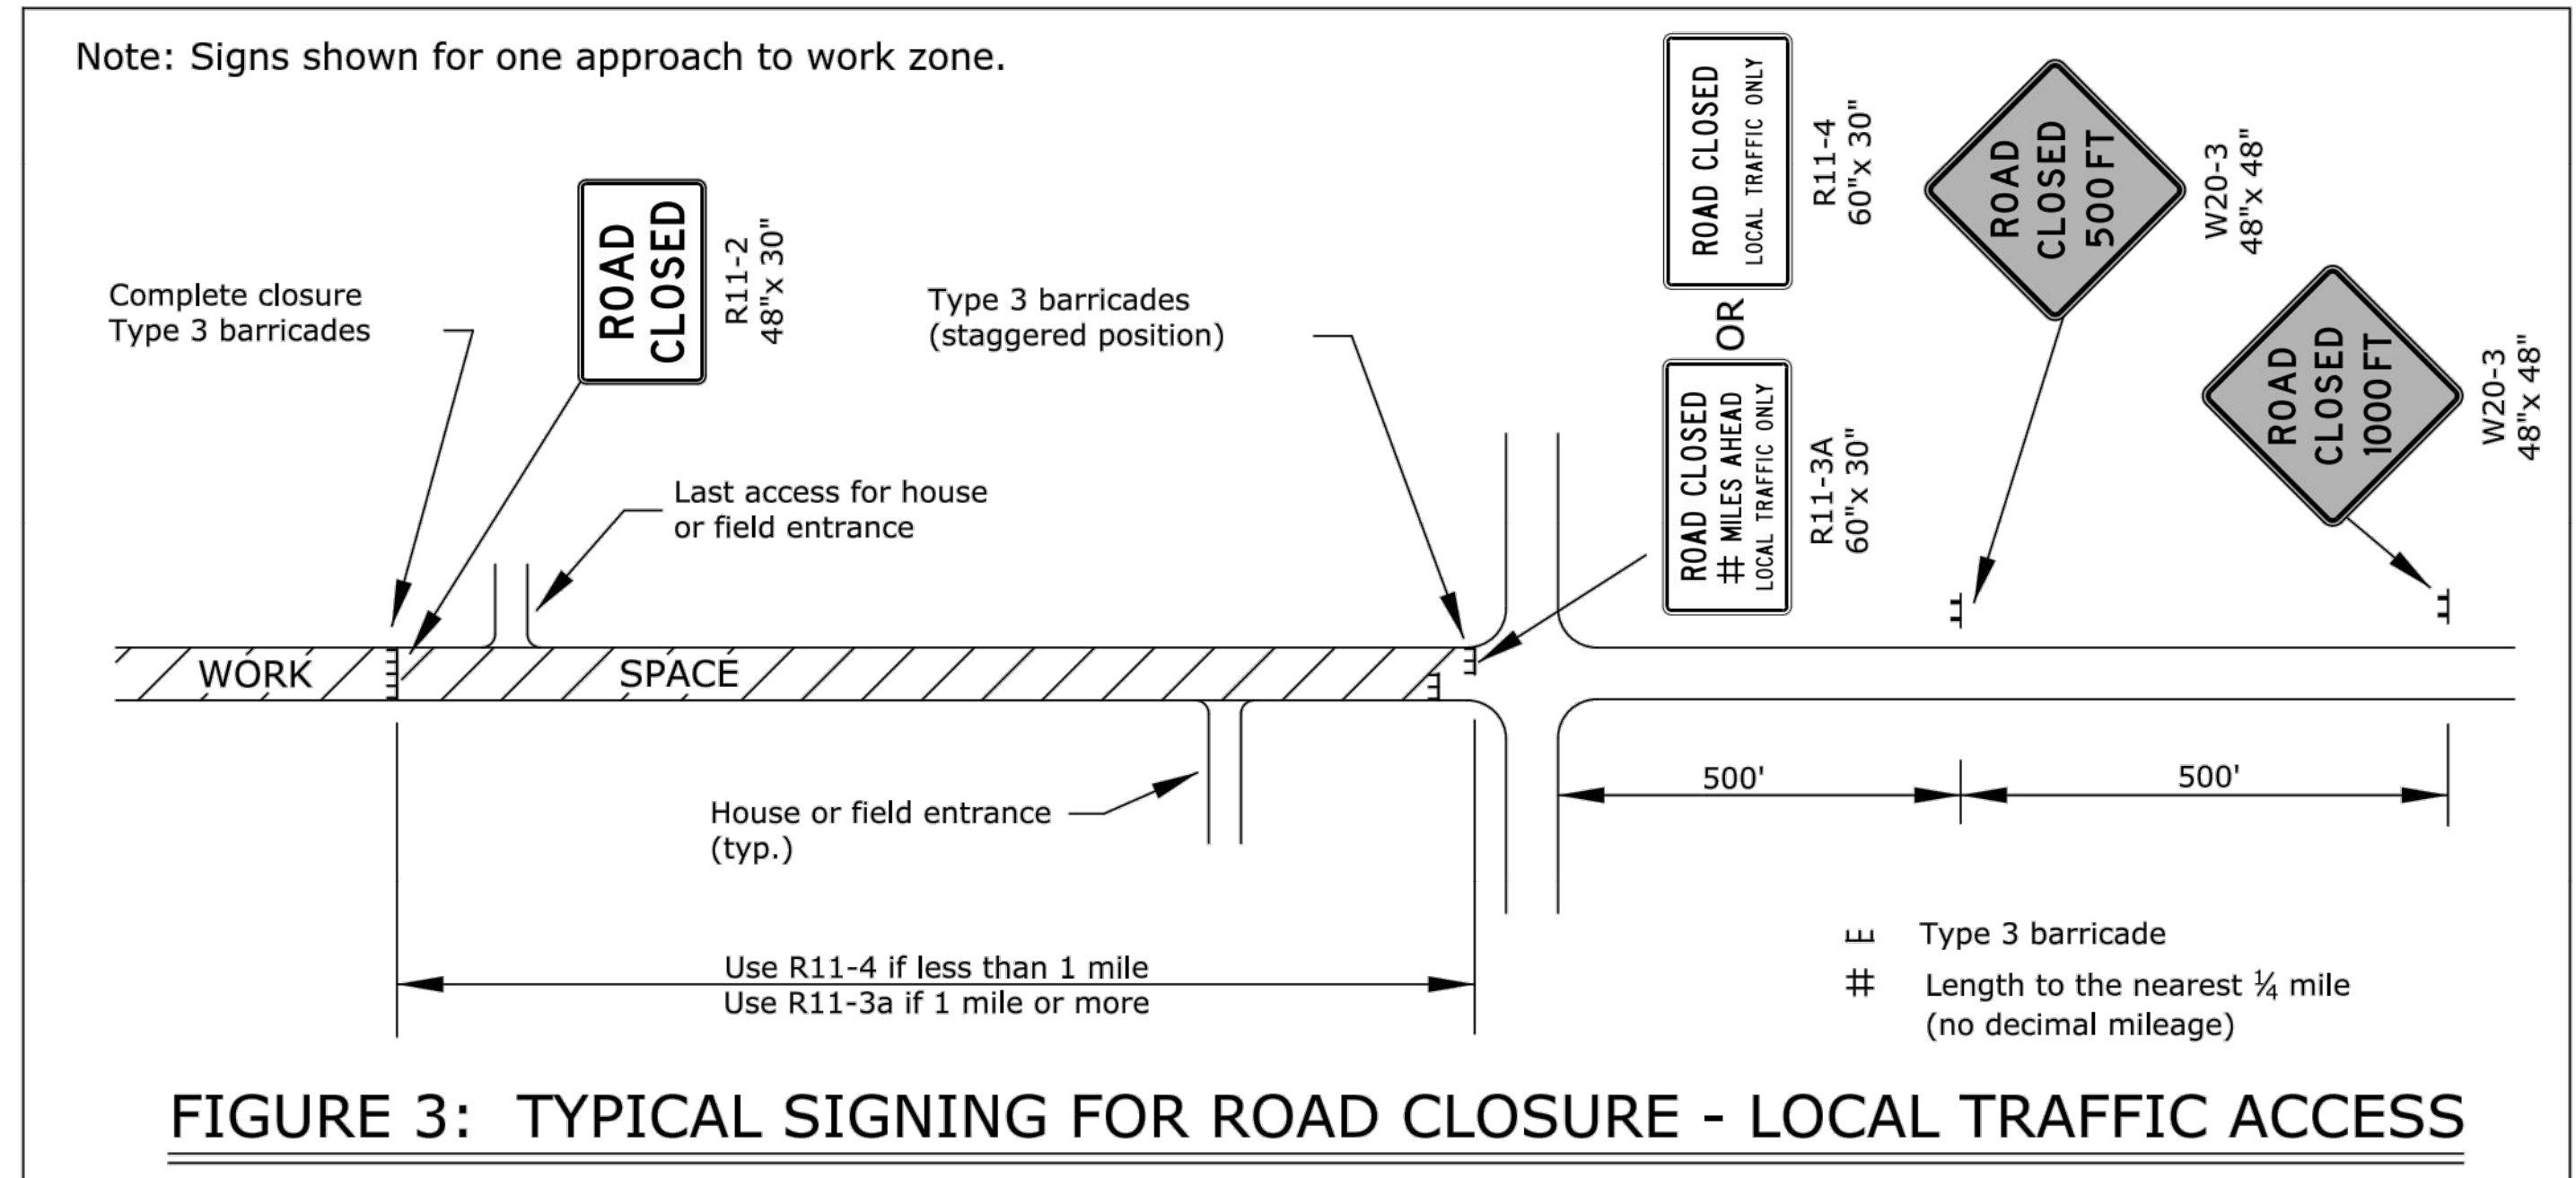 Note: Signs shown for one approach to work zone.
Complete closure
Type 3 barricades
ROAD
CLOSED
R11-2
48"x 30"
Last access for house
or field entrance
Type 3 barricades
(staggered position)
ROAD CLOSED
LOCAL TRAFFIC ONLY
R11-4
60"x 30"
OR
ROAD CLOSED
# MILES AHEAD
LOCAL TRAFFIC ONLY
R11-3A
60"x 30"
ROAD
CLOSED
500FT
W20-3
48"x 48"
ROAD
CLOSED
1000FT
W20-3
48"x 48"
WORK SPACE
House or field entrance
(typ.)
500' 500'
Use R11-4 if less than 1 mile
Use R11-3a if 1 mile or more
Type 3 barricade
# Length to the nearest ¼ mile
(no decimal mileage)
FIGURE 3: TYPICAL SIGNING FOR ROAD CLOSURE - LOCAL TRAFFIC ACCESS